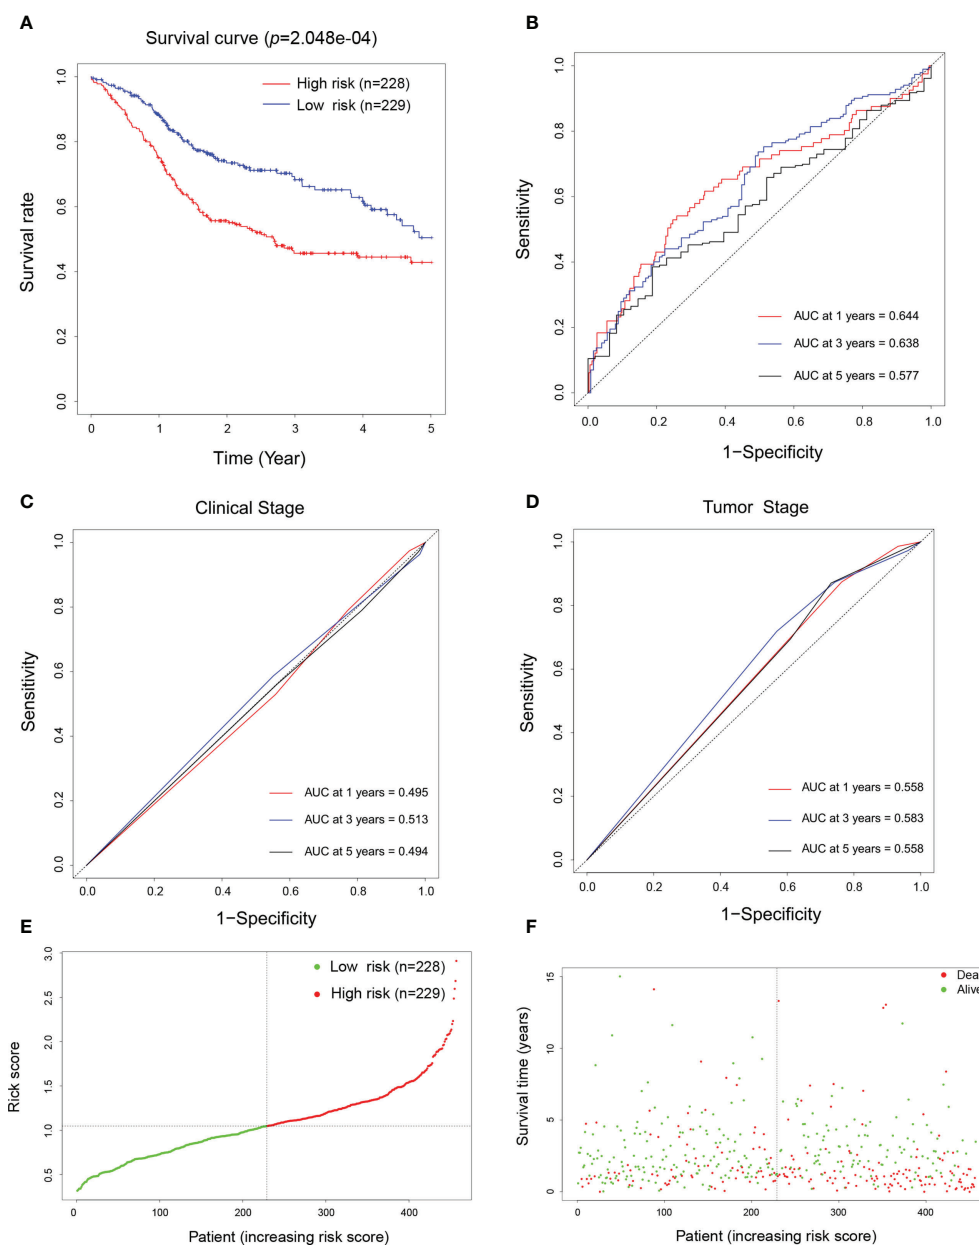 A
Survival curve (p=2.048e-04)
High risk (n=228)
Low risk (n=229)
Survival rate
0.0 0.2 0.4 0.6 0.8 1.0
0 1 2 3 4 5
Time (Year)
B
Sensitivity
0.0 0.2 0.4 0.6 0.8 1.0
AUC at 1 years = 0.644
AUC at 3 years = 0.638
AUC at 5 years = 0.577
0.0 0.2 0.4 0.6 0.8 1.0
1−Specificity
C
Clinical Stage
Sensitivity
0.0 0.2 0.4 0.6 0.8 1.0
AUC at 1 years = 0.495
AUC at 3 years = 0.513
AUC at 5 years = 0.494
0.0 0.2 0.4 0.6 0.8 1.0
1−Specificity
D
Tumor Stage
Sensitivity
0.0 0.2 0.4 0.6 0.8 1.0
AUC at 1 years = 0.558
AUC at 3 years = 0.583
AUC at 5 years = 0.558
0.0 0.2 0.4 0.6 0.8 1.0
1−Specificity
E
Low risk (n=228)
High risk (n=229)
Rick score
0.5 1.0 1.5 2.0 2.5 3.0
0 100 200 300 400
Patient (increasing risk score)
F
Dea
Alive
Survival time (years)
0 5 10 15
0 100 200 300 400
Patient (increasing risk score)